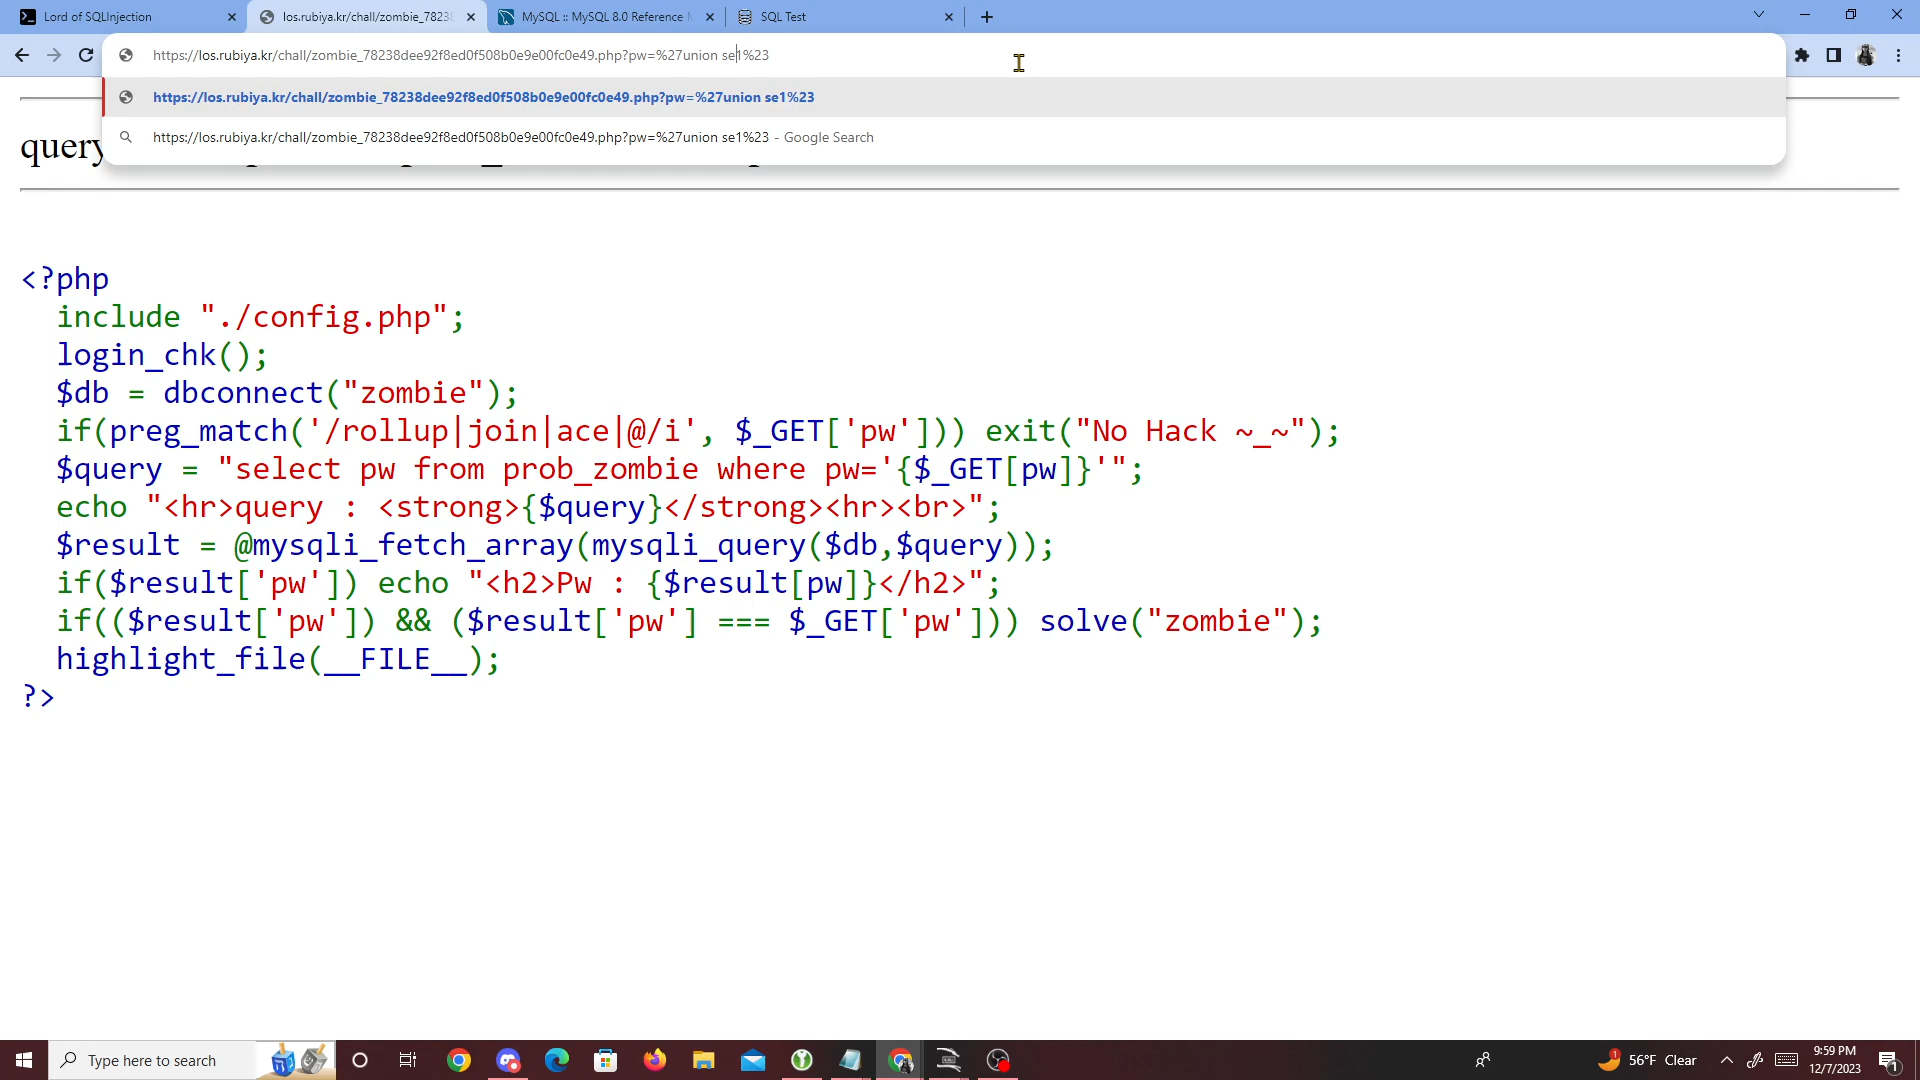 Lord of SQLInjection
los.rubiya.kr/chall/zombie_7823
MySQL :: MySQL 8.0 Reference
SQL Test
https://los.rubiya.kr/chall/zombie_78238dee92f8ed0f508b0e9e00fc0e49.php?pw=%27union se1%23
https://los.rubiya.kr/chall/zombie_78238dee92f8ed0f508b0e9e00fc0e49.php?pw=%27union se1%23
https://los.rubiya.kr/chall/zombie_78238dee92f8ed0f508b0e9e00fc0e49.php?pw=%27union se1%23 - Google Search
query
<?php
include "./config.php";
login_chk();
$db = dbconnect("zombie");
if(preg_match('/rollup|join|ace|@/i', $_GET['pw'])) exit("No Hack ~_~");
$query = "select pw from prob_zombie where pw='{$_GET[pw]}'";
echo "<hr>query : <strong>{$query}</strong><hr><br>";
$result = @mysqli_fetch_array(mysqli_query($db,$query));
if($result['pw']) echo "<h2>Pw : {$result[pw]}</h2>";
if(($result['pw']) && ($result['pw'] === $_GET['pw'])) solve("zombie");
highlight_file(__FILE__);
?>
Type here to search
1
56°F Clear
9:59 PM
12/7/2023
1